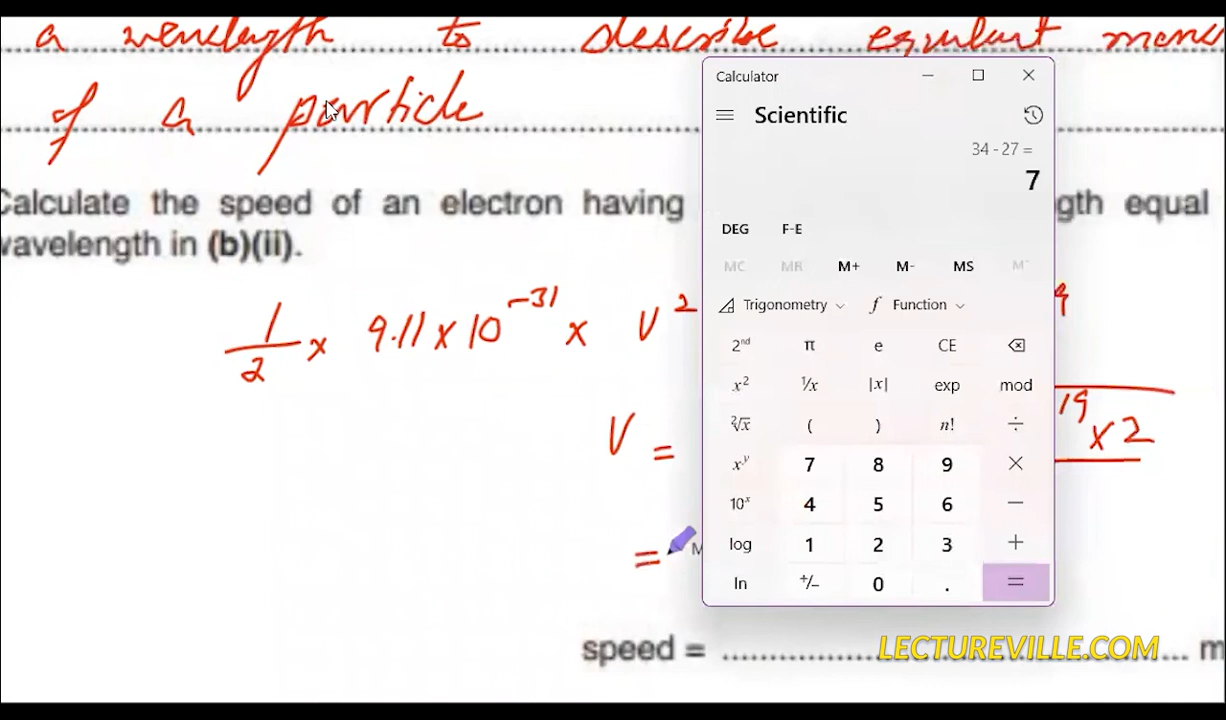 a wavelength to describe
of a particle
Calculate the speed of an electron having
gth equal
wavelength in (b)(ii).
1/2 × 9.11 × 10^-31 × V^2
V =
19 × 2
=
speed = ........................ m
LECTUREVILLE.COM
Calculator
Scientific
34 - 27 =
7
DEG F-E
MC MR M+ M- MS M
Trigonometry Function
2nd π e CE
x² ¹/x |x| exp mod
²√x ( ) n! ÷
xʸ 7 8 9 ×
10ˣ 4 5 6 −
log 1 2 3 +
ln +/− 0 . =